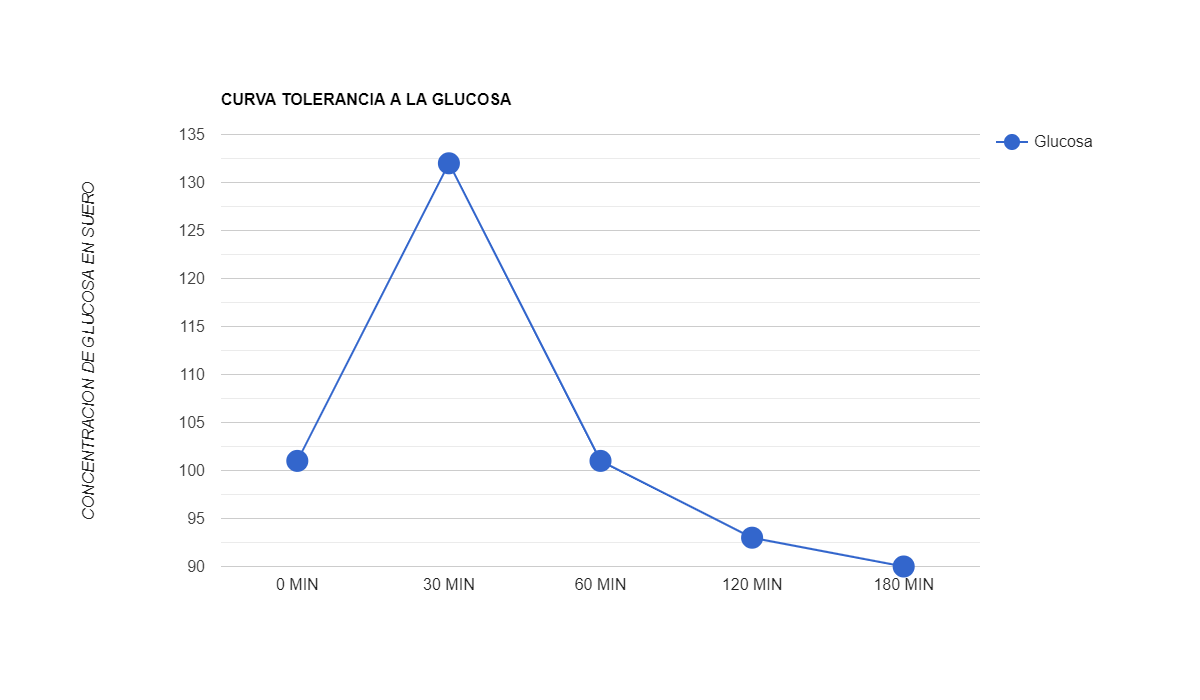 CURVA TOLERANCIA A LA GLUCOSA
CONCENTRACION DE GLUCOSA EN SUERO
135
130
125
120
115
110
105
100
95
90
0 MIN
30 MIN
60 MIN
120 MIN
180 MIN
Glucosa